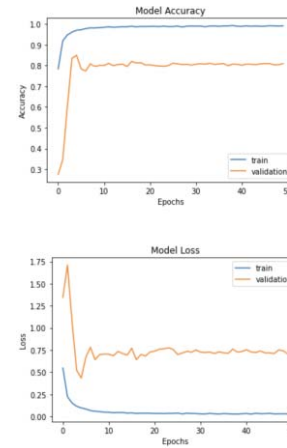 Model Accuracy
1.0
0.9
0.8
0.7
0.6
0.5
0.4
0.3
Accuracy
train
validation
0
10
20
30
40
5
Epochs
Model Loss
1.75
1.50
1.25
1.00
0.75
0.50
0.25
0.00
Loss
train
validation
0
10
20
30
40
Epochs